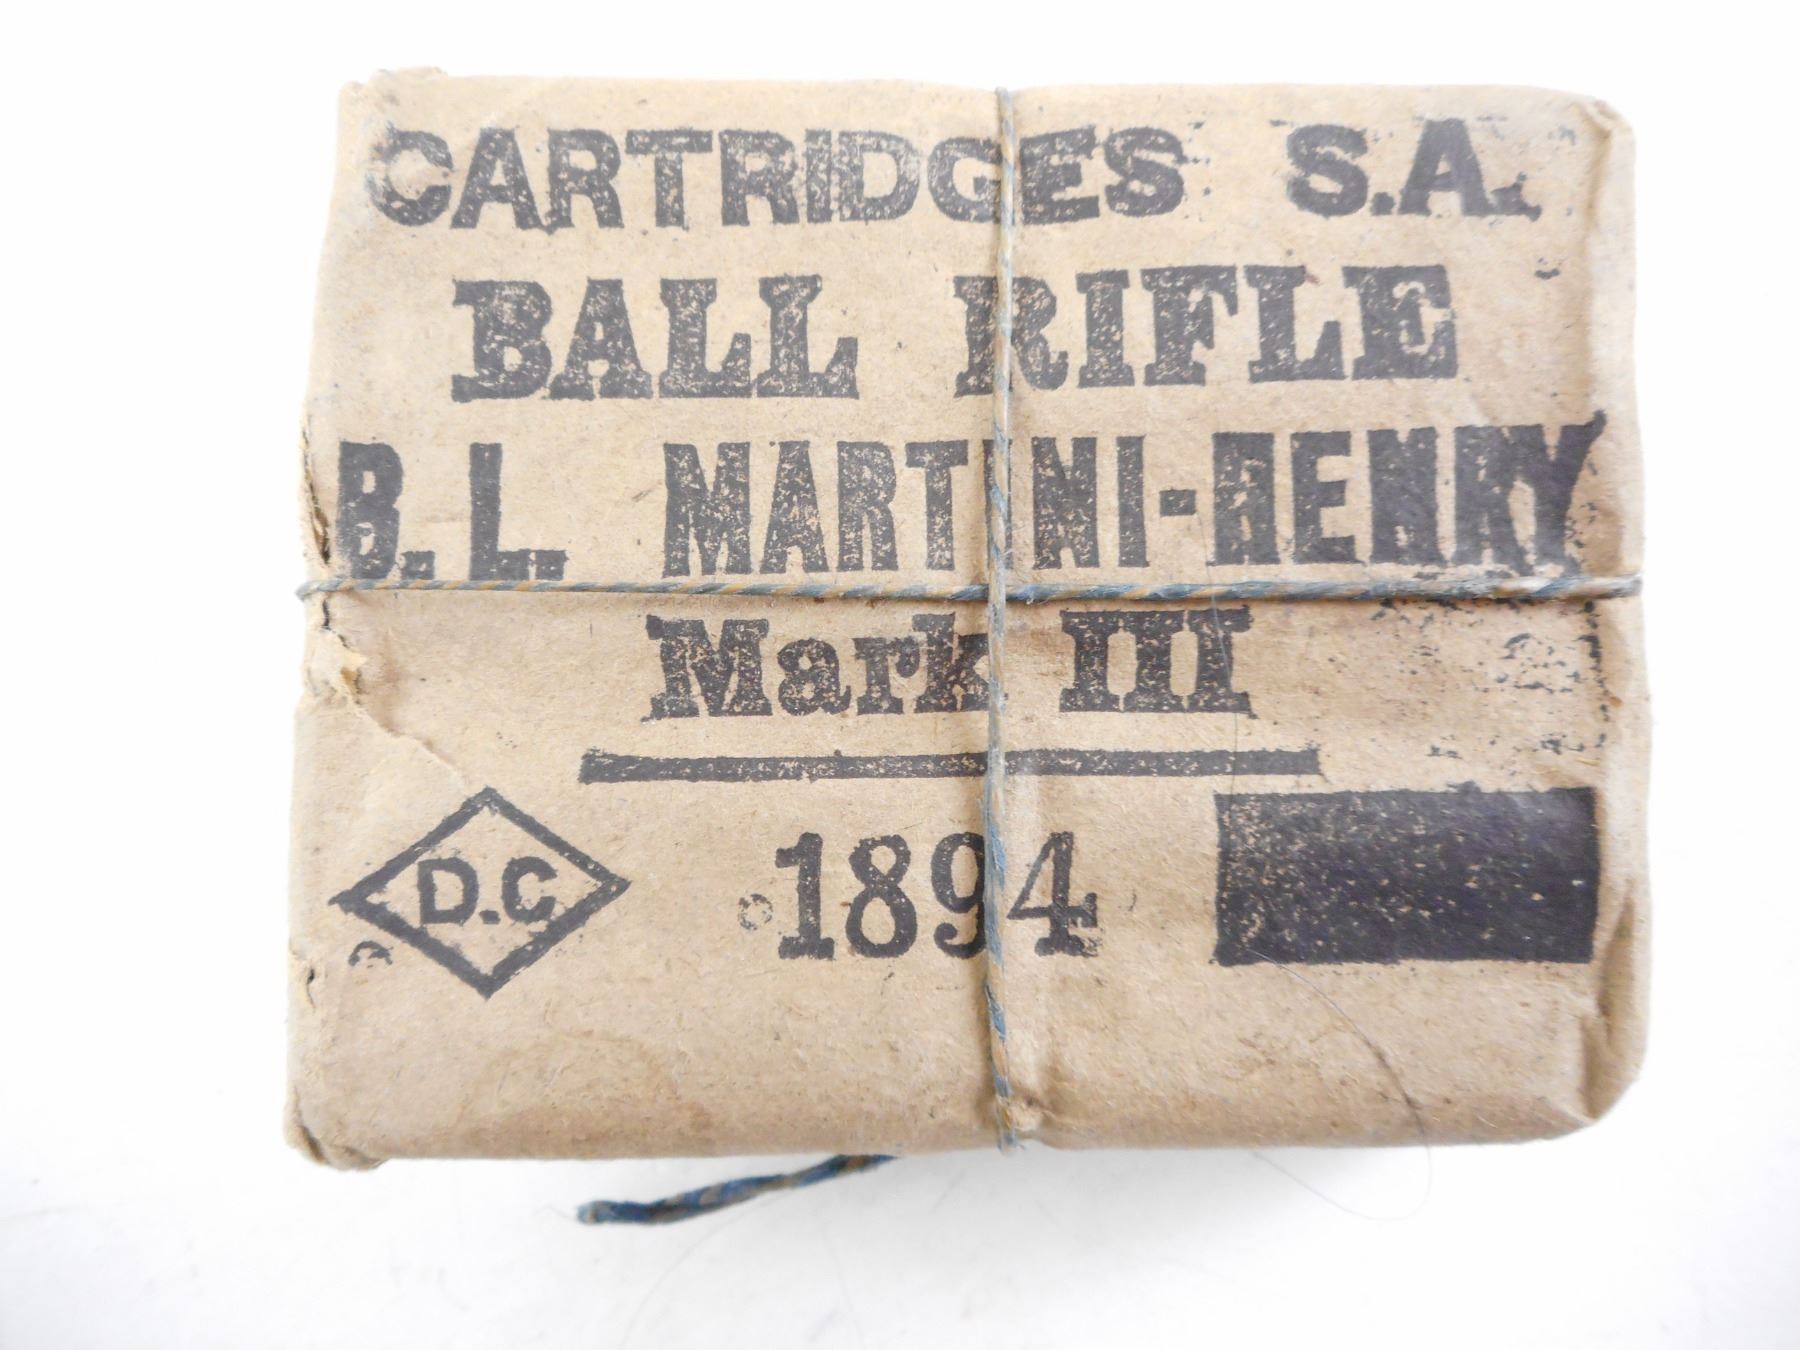 CARTRIDGES S.A.
BALL RIFLE
B.L. MARTINI-HENRY
Mark III
D.C
1894